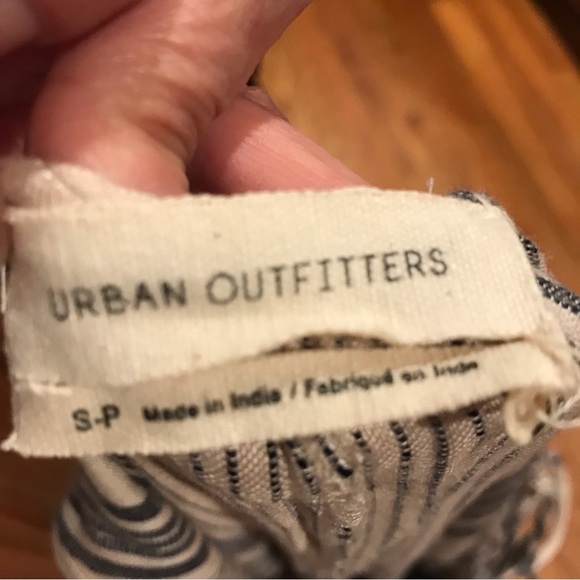 URBAN OUTFITTERS
S-P Made in India / Fabriqué en Inde